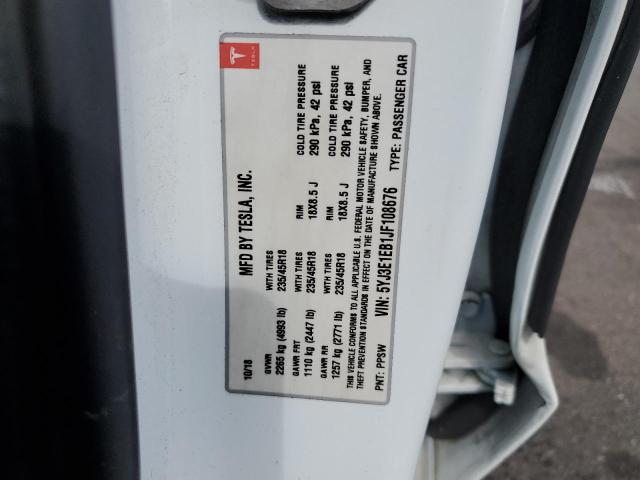 TESLA
10/18
MFD BY TESLA, INC.
GVWR
2265 kg (4993 lb)
WITH TIRES
235/45R18
GAWR FRT
1110 kg (2447 lb)
WITH TIRES
235/45R18
RIM
18X8.5 J
COLD TIRE PRESSURE
290 kPa, 42 psi
GAWR RR
1257 kg (2771 lb)
WITH TIRES
235/45R18
RIM
18X8.5 J
COLD TIRE PRESSURE
290 kPa, 42 psi
THIS VEHICLE CONFORMS TO ALL APPLICABLE U.S. FEDERAL MOTOR VEHICLE SAFETY, BUMPER, AND
THEFT PREVENTION STANDARDS IN EFFECT ON THE DATE OF MANUFACTURE SHOWN ABOVE.
PNT: PPSW
VIN: 5YJ3E1EB1JF108676
TYPE: PASSENGER CAR